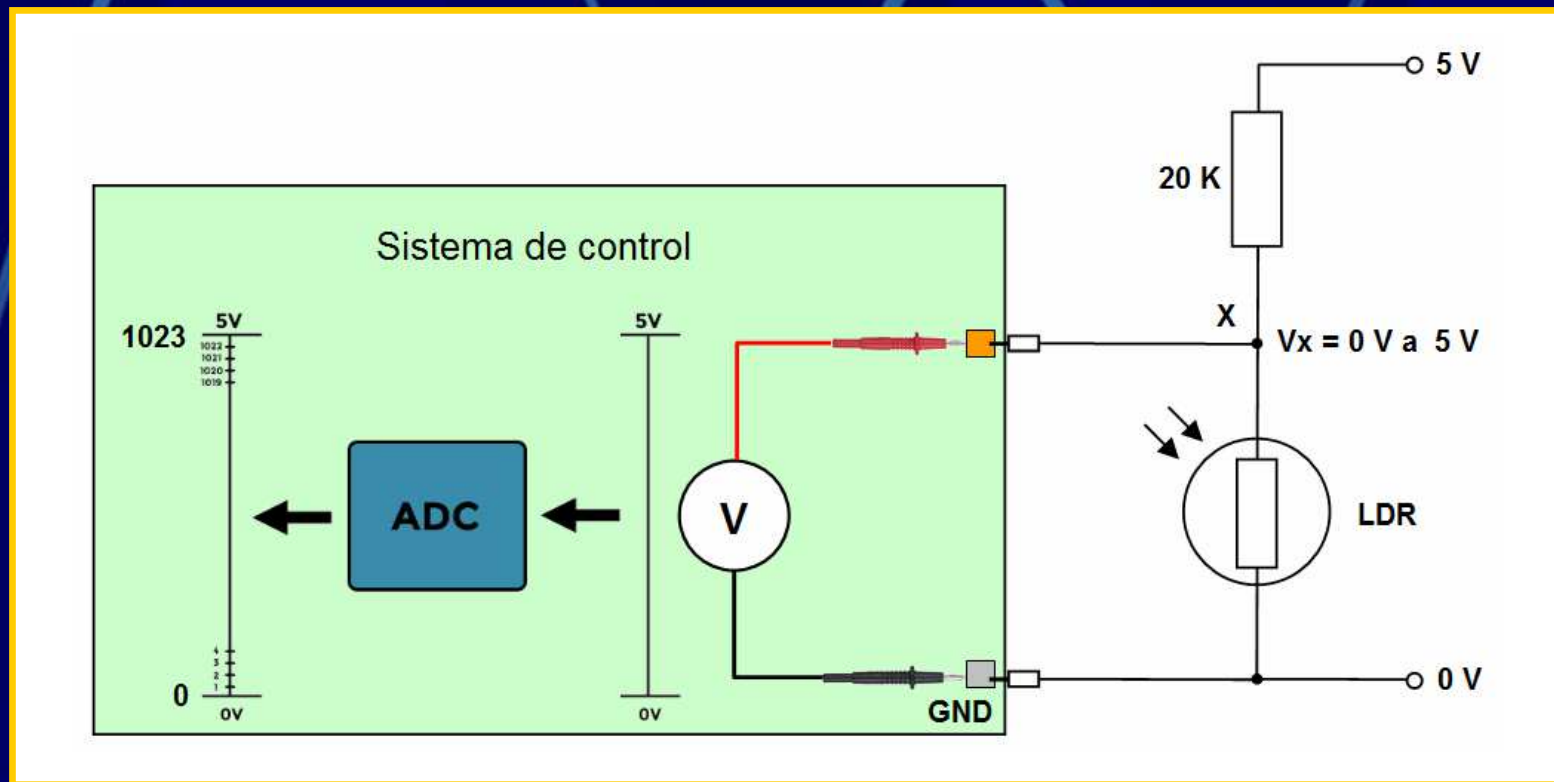 5 V
20 K
Sistema de control
X
Vx = 0 V a 5 V
1023
5V
1022
1021
1020
1019
5V
ADC
V
LDR
4
3
2
1
0
0V
0V
GND
0 V